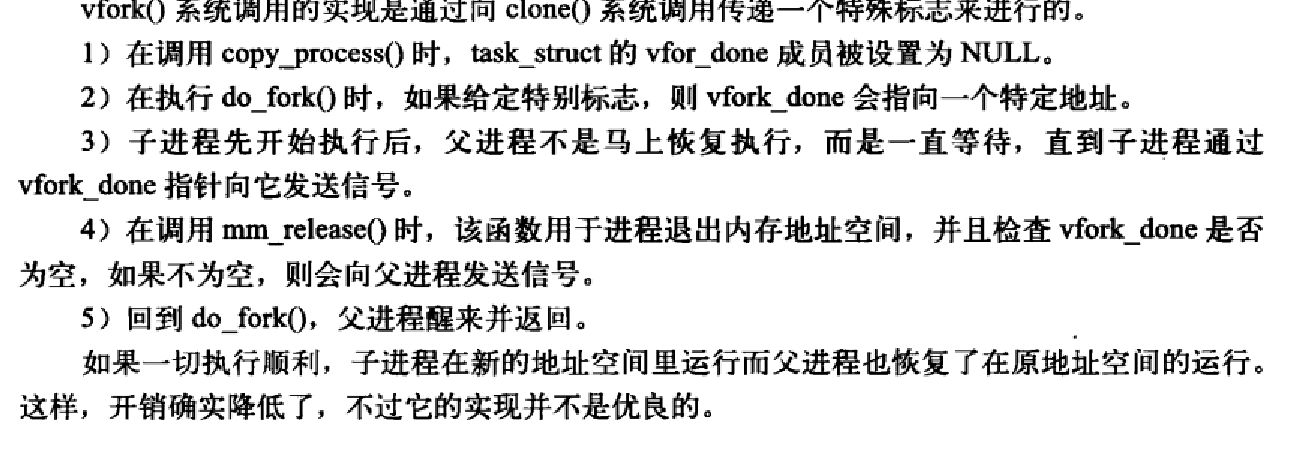 vfork() 系统调用的实现是通过向 clone() 系统调用传递一个特殊标志来进行的。
1）在调用 copy_process() 时，task_struct 的 vfor_done 成员被设置为 NULL。
2）在执行 do_fork() 时，如果给定特别标志，则 vfork_done 会指向一个特定地址。
3）子进程先开始执行后，父进程不是马上恢复执行，而是一直等待，直到子进程通过
vfork_done 指针向它发送信号。
4）在调用 mm_release() 时，该函数用于进程退出内存地址空间，并且检查 vfork_done 是否
为空，如果不为空，则会向父进程发送信号。
5）回到 do_fork()，父进程醒来并返回。
如果一切执行顺利，子进程在新的地址空间里运行而父进程也恢复了在原地址空间的运行。
这样，开销确实降低了，不过它的实现并不是优良的。